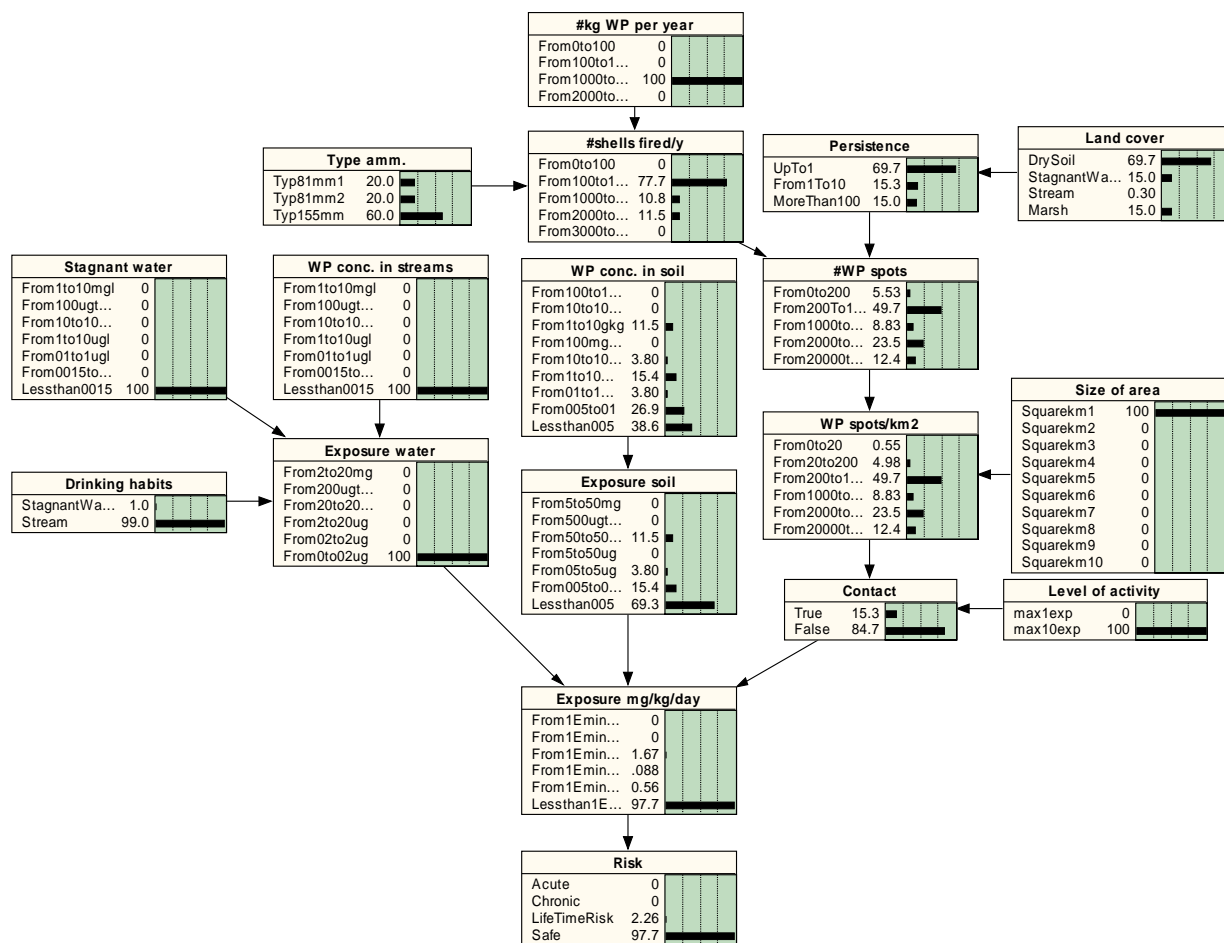 #kg WP per year
From0to100 0
From100to1... 0
From1000to... 100
From2000to... 0
#shells fired/y
From0to100 0
From100to1... 77.7
From1000to... 10.8
From2000to... 11.5
From3000to... 0
Type amm.
Typ81mm1 20.0
Typ81mm2 20.0
Typ155mm 60.0
Persistence
UpTo1 69.7
From1To10 15.3
MoreThan100 15.0
Land cover
DrySoil 69.7
StagnantWa... 15.0
Stream 0.30
Marsh 15.0
Stagnant water
From1to10mgl 0
From100ugt... 0
From10to10... 0
From1to10ugl 0
From01to1ugl 0
From0015to... 0
Lessthan0015 100
WP conc. in streams
From1to10mgl 0
From100ugt... 0
From10to10... 0
From1to10ugl 0
From01to1ugl 0
From0015to... 0
Lessthan0015 100
WP conc. in soil
From100to1... 0
From10to10... 0
From1to10gkg 11.5
From100mg... 0
From10to10... 3.80
From1to10... 15.4
From01to1... 3.80
From005to01 26.9
Lessthan005 38.6
#WP spots
From0to200 5.53
From200To1... 49.7
From1000to... 8.83
From2000to... 23.5
From20000t... 12.4
Size of area
Squarekm1 100
Squarekm2 0
Squarekm3 0
Squarekm4 0
Squarekm5 0
Squarekm6 0
Squarekm7 0
Squarekm8 0
Squarekm9 0
Squarekm10 0
WP spots/km2
From0to20 0.55
From20to200 4.98
From200to1... 49.7
From1000to... 8.83
From2000to... 23.5
From20000t... 12.4
Drinking habits
StagnantWa... 1.0
Stream 99.0
Exposure water
From2to20mg 0
From200ugt... 0
From20to20... 0
From2to20ug 0
From02to2ug 0
From0to02ug 100
Exposure soil
From5to50mg 0
From500ugt... 0
From50to50... 11.5
From5to50ug 0
From05to5ug 3.80
From005to0... 15.4
Lessthan005 69.3
Contact
True 15.3
False 84.7
Level of activity
max1exp 0
max10exp 100
Exposure mg/kg/day
From1Emin... 0
From1Emin... 0
From1Emin... 1.67
From1Emin... .088
From1Emin... 0.56
Lessthan1E... 97.7
Risk
Acute 0
Chronic 0
LifeTimeRisk 2.26
Safe 97.7